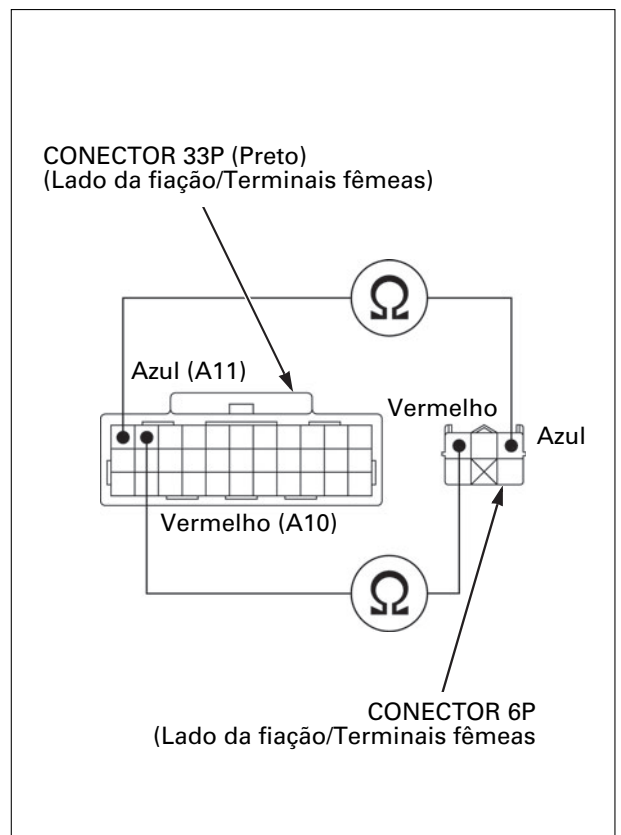 CONECTOR 33P (Preto)
(Lado da fiação/Terminais fêmeas)
Ω
Azul (A11)
Vermelho
Azul
Vermelho (A10)
Ω
CONECTOR 6P
(Lado da fiação/Terminais fêmeas